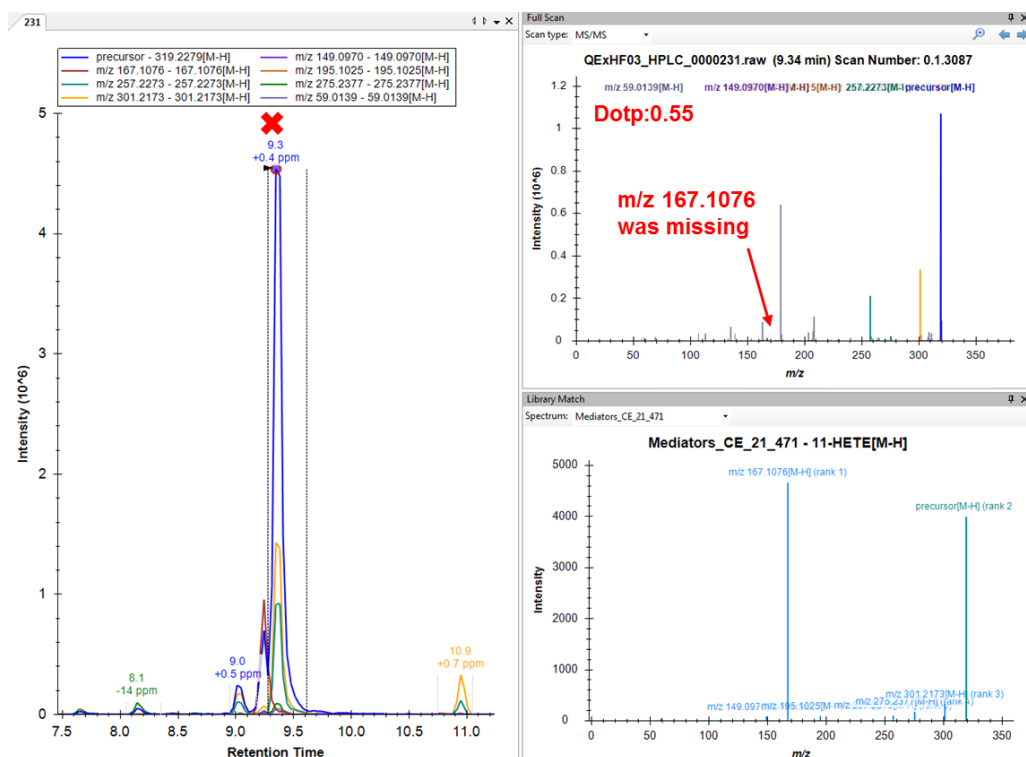 231
precursor - 319.2279[M-H]
m/z 167.1076 - 167.1076[M-H]
m/z 257.2273 - 257.2273[M-H]
m/z 301.2173 - 301.2173[M-H]
m/z 149.0970 - 149.0970[M-H]
m/z 195.1025 - 195.1025[M-H]
m/z 275.2377 - 275.2377[M-H]
m/z 59.0139 - 59.0139[M-H]
9.3
+0.4 ppm
9.0
+0.5 ppm
8.1
-14 ppm
10.9
+0.7 ppm
Intensity (10^6)
5
4
3
2
1
0
7.5 8.0 8.5 9.0 9.5 10.0 10.5 11.0
Retention Time
Full Scan
Scan type: MS/MS
QExHF03_HPLC_0000231.raw (9.34 min) Scan Number: 0.1.3087
m/z 59.0139[M-H] m/z 149.0970[M-H] 5[M-H] 257.2273[M-H] precursor[M-H]
Dotp:0.55
m/z 167.1076
was missing
Intensity (10^6)
1.2
1
0.8
0.6
0.4
0.2
0
0 50 100 150 200 250 300 350
m/z
Library Match
Spectrum: Mediators_CE_21_471
Mediators_CE_21_471 - 11-HETE[M-H]
m/z 167.1076[M-H] (rank 1)
precursor[M-H] (rank 2
m/z 301.2173[M-H] (rank 3)
m/z 275.2377[M-H]
m/z 195.1025[M-H]
m/z 149.097
Intensity
5000
4000
3000
2000
1000
0
0 50 100 150 200 250 300 350
m/z